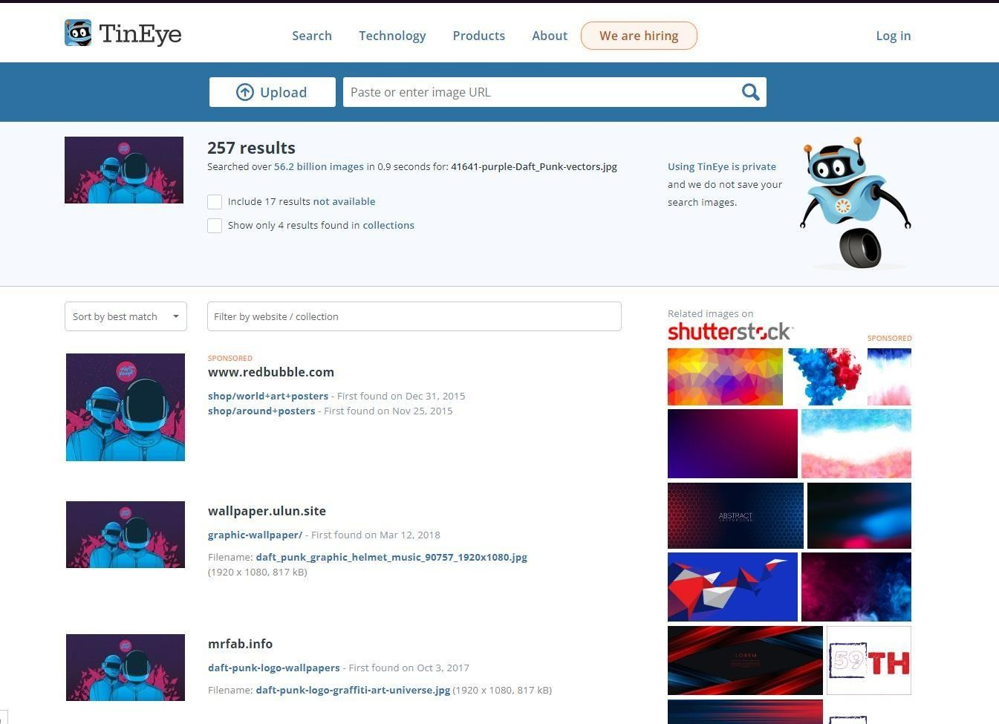 TinEye
Search
Technology
Products
About
We are hiring
Log in
Upload
Paste or enter image URL
257 results
Searched over 56.2 billion images in 0.9 seconds for: 41641-purple-Daft_Punk-vectors.jpg
Include 17 results not available
Show only 4 results found in collections
Using TinEye is private
and we do not save your
search images.
Sort by best match
Filter by website / collection
SPONSORED
www.redbubble.com
shop/world+art+posters - First found on Dec 31, 2015
shop/around+posters - First found on Nov 25, 2015
wallpaper.ulun.site
graphic-wallpaper/ - First found on Mar 12, 2018
Filename: daft_punk_graphic_helmet_music_90757_1920x1080.jpg
(1920 x 1080, 817 kB)
mrfab.info
daft-punk-logo-wallpapers - First found on Oct 3, 2017
Filename: daft-punk-logo-graffiti-art-universe.jpg (1920 x 1080, 817 kB)
Related images on
shutterstock
SPONSORED
ABSTRACT
BACKGROUND
LOREM
59TH